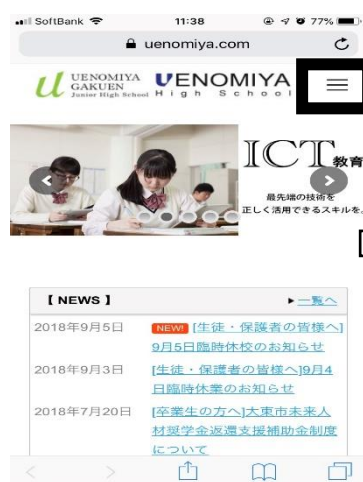 SoftBank 11:38 77%
uenomiya.com
UENOMIYA
GAKUEN
Junior High School
UENOMIYA
High School
ICT教育
最先端の技術を
正しく活用できるスキルを。
【 NEWS 】 ▶ 一覧へ
2018年9月5日 NEW! [生徒・保護者の皆様へ]
9月5日臨時休校のお知らせ
2018年9月3日 [生徒・保護者の皆様へ]9月4
日臨時休業のお知らせ
2018年7月20日 [卒業生の方へ]大東市未来人
材奨学金返還支援補助金制度
について